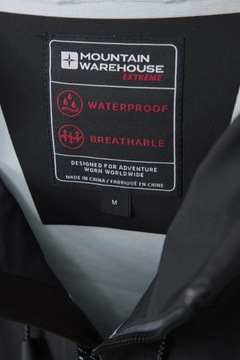 MOUNTAIN
WAREHOUSE
EXTREME
WATERPROOF
BREATHABLE
DESIGNED FOR ADVENTURE
WORN WORLDWIDE
MADE IN CHINA / FABRIQUÉ EN CHINE
M